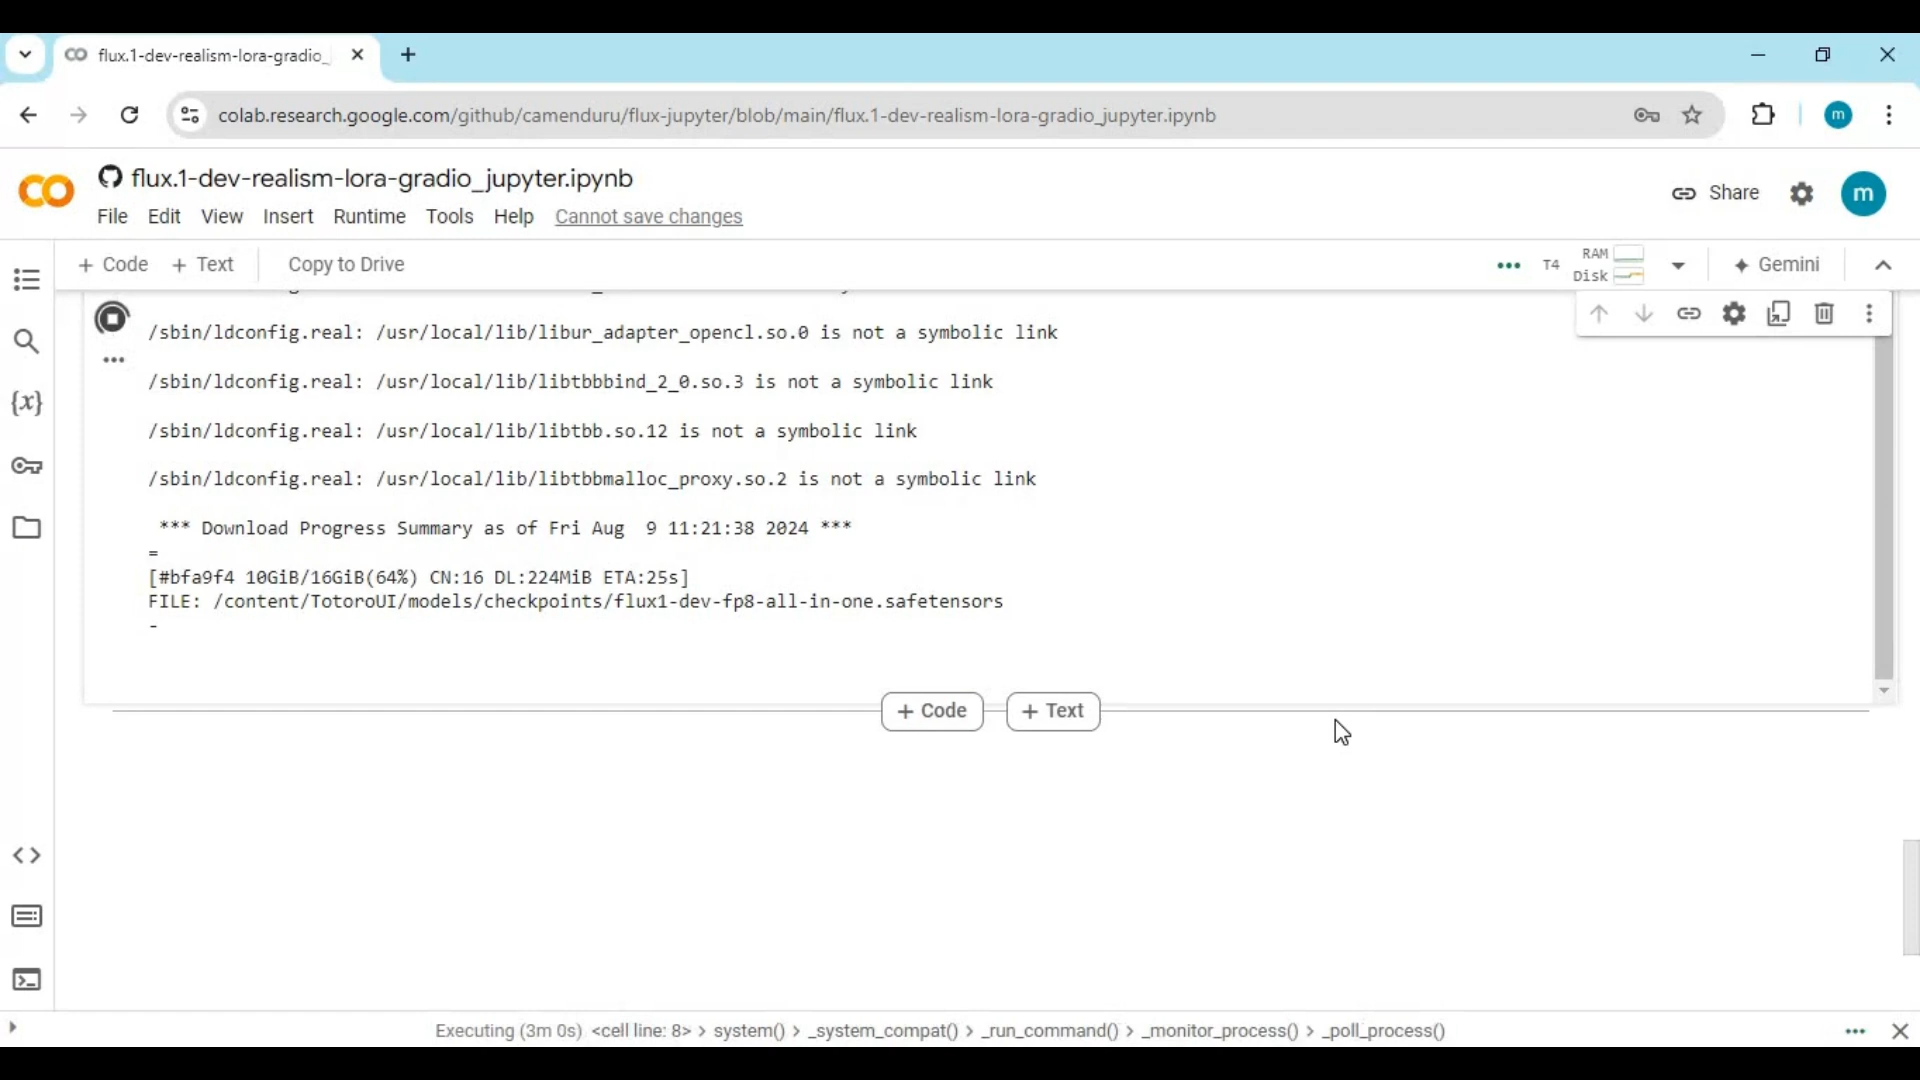 flux.1-dev-realism-lora-gradio_
colab.research.google.com/github/camenduru/flux-jupyter/blob/main/flux.1-dev-realism-lora-gradio_jupyter.ipynb
m
flux.1-dev-realism-lora-gradio_jupyter.ipynb
File Edit View Insert Runtime Tools Help Cannot save changes
Share
m
+ Code + Text Copy to Drive
T4 RAM
Disk
Gemini
/sbin/ldconfig.real: /usr/local/lib/libur_adapter_opencl.so.0 is not a symbolic link
/sbin/ldconfig.real: /usr/local/lib/libtbbbind_2_0.so.3 is not a symbolic link
/sbin/ldconfig.real: /usr/local/lib/libtbb.so.12 is not a symbolic link
/sbin/ldconfig.real: /usr/local/lib/libtbbmalloc_proxy.so.2 is not a symbolic link
*** Download Progress Summary as of Fri Aug  9 11:21:38 2024 ***
=
[#bfa9f4 10GiB/16GiB(64%) CN:16 DL:224MiB ETA:25s]
FILE: /content/TotoroUI/models/checkpoints/flux1-dev-fp8-all-in-one.safetensors
-
+ Code + Text
Executing (3m 0s) <cell line: 8> > system() > _system_compat() > _run_command() > _monitor_process() > _poll_process()